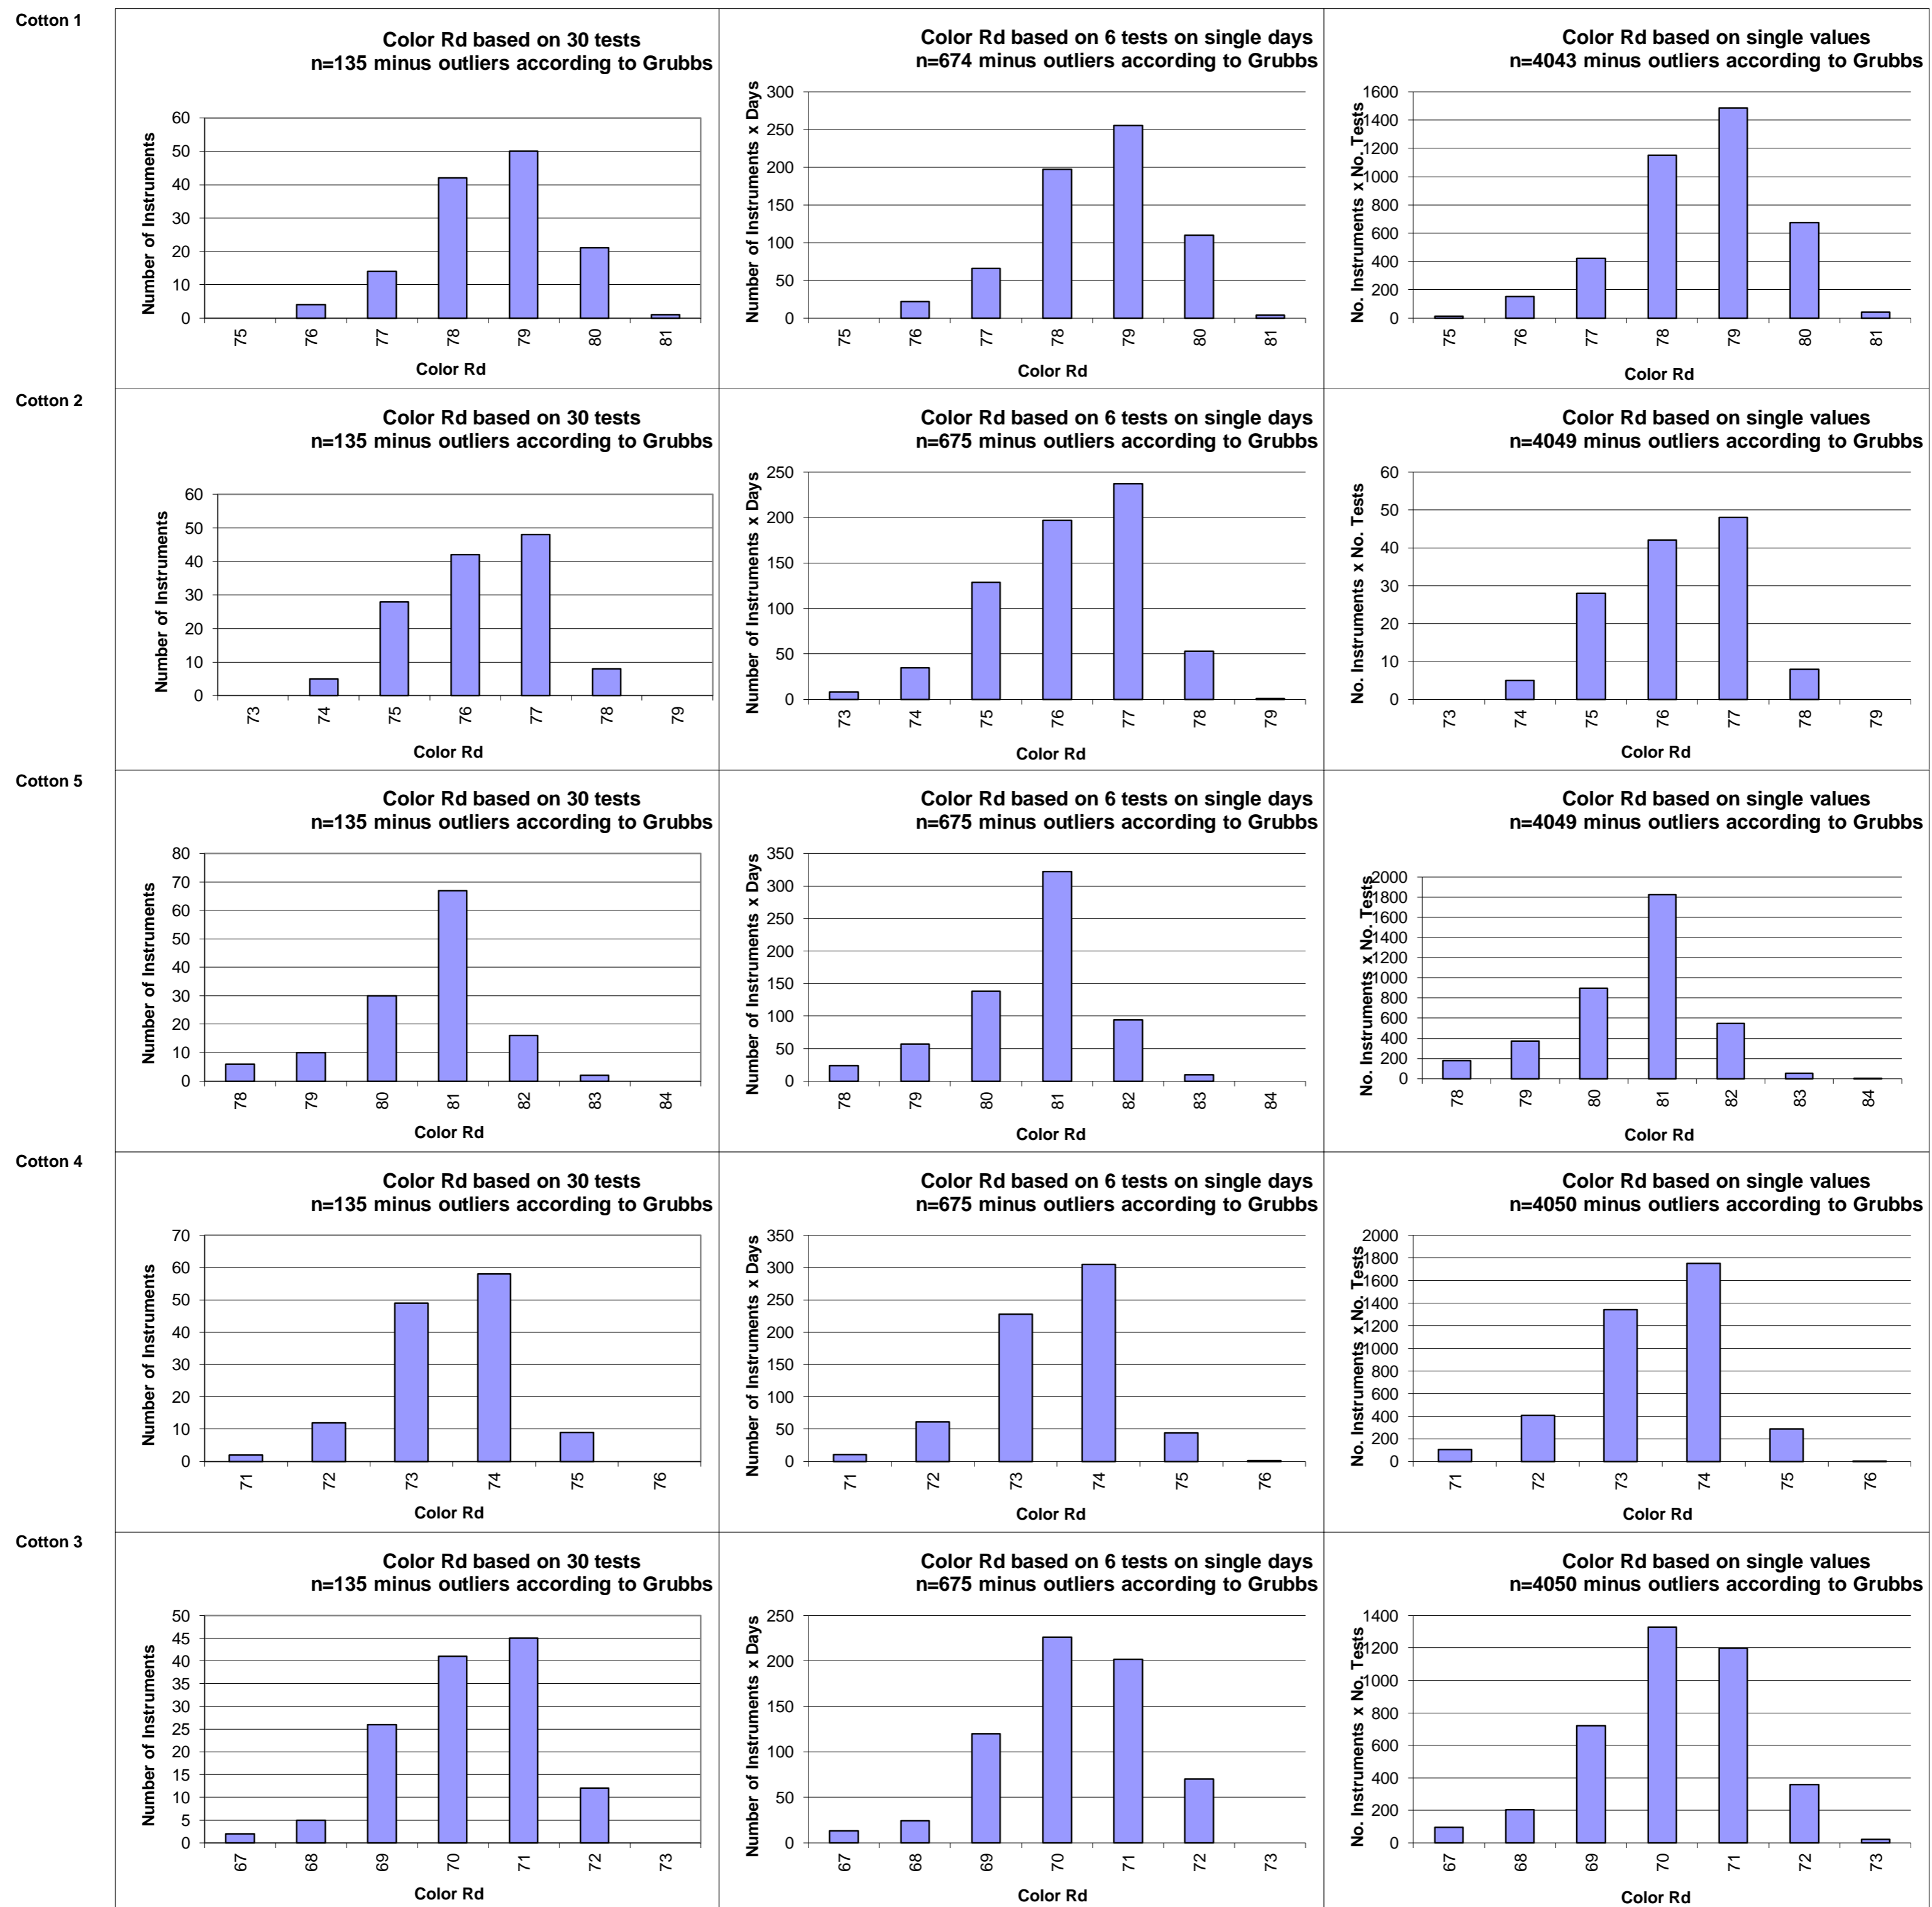 Cotton 1
Color Rd based on 30 tests
n=135 minus outliers according to Grubbs
Number of Instruments
60
50
40
30
20
10
0
75 76 77 78 79 80 81
Color Rd
Color Rd based on 6 tests on single days
n=674 minus outliers according to Grubbs
Number of Instruments x Days
300
250
200
150
100
50
0
75 76 77 78 79 80 81
Color Rd
Color Rd based on single values
n=4043 minus outliers according to Grubbs
No. Instruments x No. Tests
1600
1400
1200
1000
800
600
400
200
0
75 76 77 78 79 80 81
Color Rd
Cotton 2
Color Rd based on 30 tests
n=135 minus outliers according to Grubbs
Number of Instruments
60
50
40
30
20
10
0
73 74 75 76 77 78 79
Color Rd
Color Rd based on 6 tests on single days
n=675 minus outliers according to Grubbs
Number of Instruments x Days
250
200
150
100
50
0
73 74 75 76 77 78 79
Color Rd
Color Rd based on single values
n=4049 minus outliers according to Grubbs
No. Instruments x No. Tests
60
50
40
30
20
10
0
73 74 75 76 77 78 79
Color Rd
Cotton 5
Color Rd based on 30 tests
n=135 minus outliers according to Grubbs
Number of Instruments
80
70
60
50
40
30
20
10
0
78 79 80 81 82 83 84
Color Rd
Color Rd based on 6 tests on single days
n=675 minus outliers according to Grubbs
Number of Instruments x Days
350
300
250
200
150
100
50
0
78 79 80 81 82 83 84
Color Rd
Color Rd based on single values
n=4049 minus outliers according to Grubbs
No. Instruments x No. Tests
2000
1800
1600
1400
1200
1000
800
600
400
200
0
78 79 80 81 82 83 84
Color Rd
Cotton 4
Color Rd based on 30 tests
n=135 minus outliers according to Grubbs
Number of Instruments
70
60
50
40
30
20
10
0
71 72 73 74 75 76
Color Rd
Color Rd based on 6 tests on single days
n=675 minus outliers according to Grubbs
Number of Instruments x Days
350
300
250
200
150
100
50
0
71 72 73 74 75 76
Color Rd
Color Rd based on single values
n=4050 minus outliers according to Grubbs
No. Instruments x No. Tests
2000
1800
1600
1400
1200
1000
800
600
400
200
0
71 72 73 74 75 76
Color Rd
Cotton 3
Color Rd based on 30 tests
n=135 minus outliers according to Grubbs
Number of Instruments
50
45
40
35
30
25
20
15
10
5
0
67 68 69 70 71 72 73
Color Rd
Color Rd based on 6 tests on single days
n=675 minus outliers according to Grubbs
Number of Instruments x Days
250
200
150
100
50
0
67 68 69 70 71 72 73
Color Rd
Color Rd based on single values
n=4050 minus outliers according to Grubbs
No. Instruments x No. Tests
1400
1200
1000
800
600
400
200
0
67 68 69 70 71 72 73
Color Rd